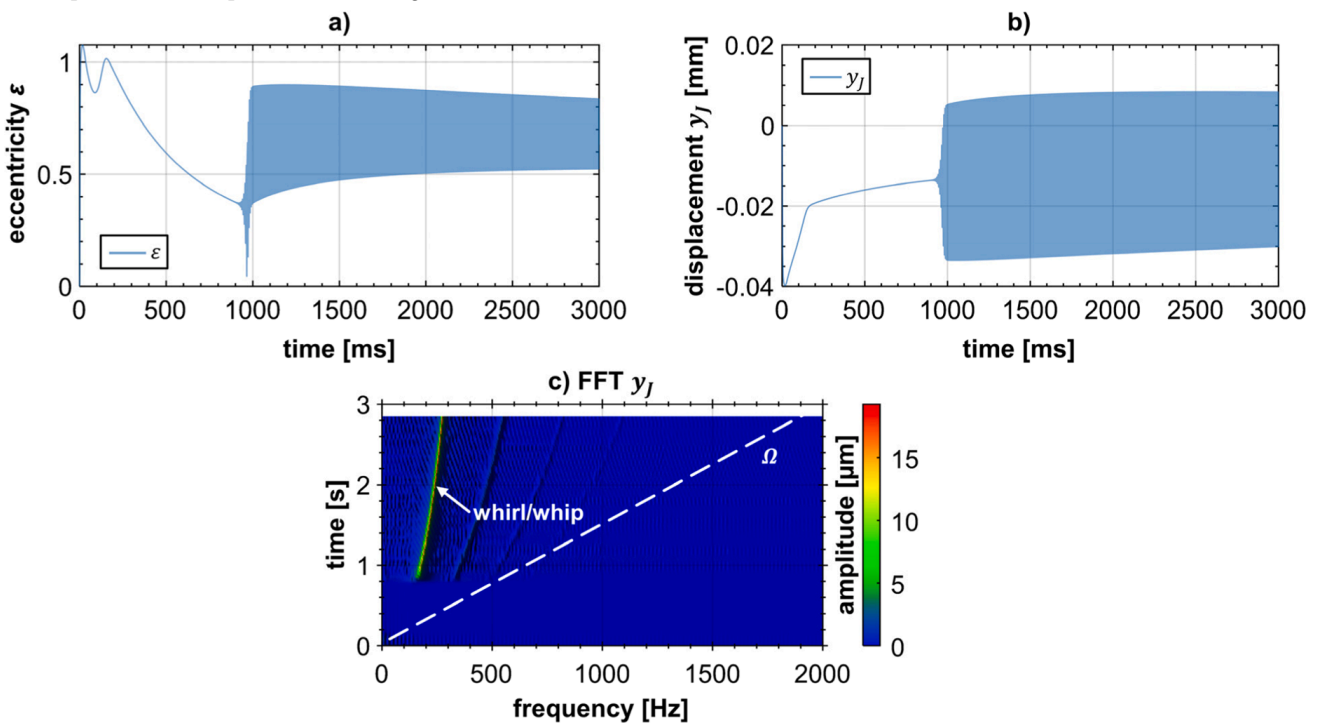 a)
eccentricity ε
1
0.5
0
ε
0 500 1000 1500 2000 2500 3000
time [ms]
b)
displacement y_J [mm]
0.02
0
-0.02
-0.04
y_J
0 500 1000 1500 2000 2500 3000
time [ms]
c) FFT y_J
time [s]
3
2
1
0
whirl/whip
Ω
0 500 1000 1500 2000
frequency [Hz]
amplitude [μm]
15
10
5
0